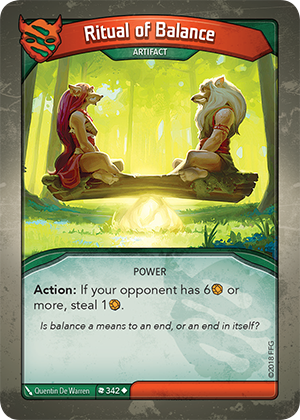 Ritual of Balance
ARTIFACT
POWER
Action: If your opponent has 6 or
more, steal 1.
Is balance a means to an end, or an end in itself?
©2018 FFG
Quentin De Warren
342